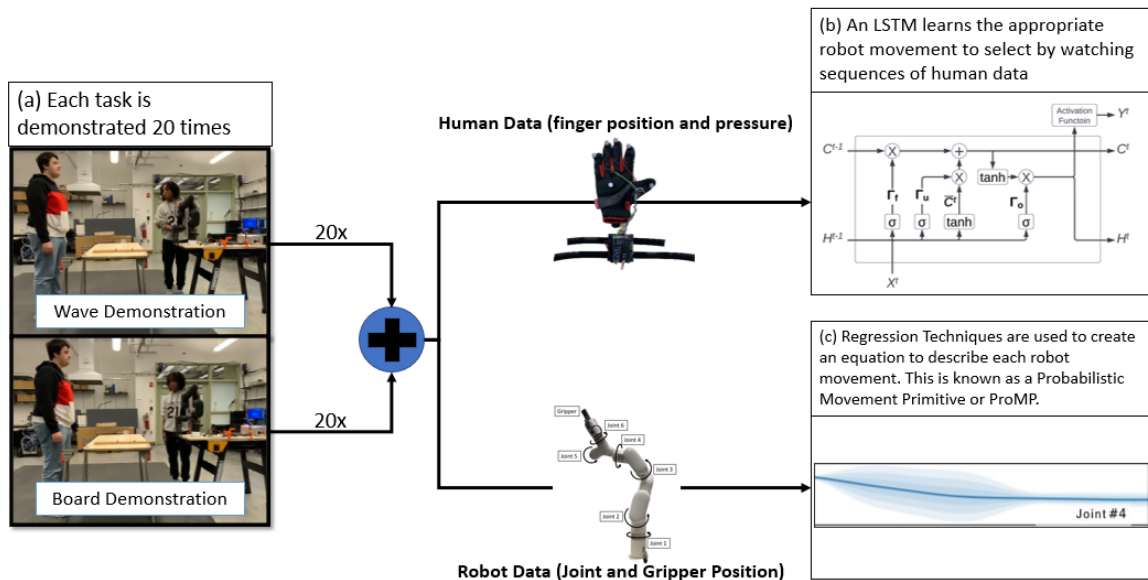 (a) Each task is
demonstrated 20 times
Wave Demonstration
Board Demonstration
20x
20x
Human Data (finger position and pressure)
Gripper
Joint 6
Joint 4
Joint 5
Joint 3
Joint 2
Joint 1
Robot Data (Joint and Gripper Position)
(b) An LSTM learns the appropriate
robot movement to select by watching
sequences of human data
Activation
Functoin
Yᵗ
Cᵗ⁻¹
X
+
Cᵗ
tanh
X
X
Γf
Γu
C̅ᵗ
Γo
Hᵗ⁻¹
σ
σ
tanh
σ
Hᵗ
Xᵗ
(c) Regression Techniques are used to create
an equation to describe each robot
movement. This is known as a Probabilistic
Movement Primitive or ProMP.
Joint #4